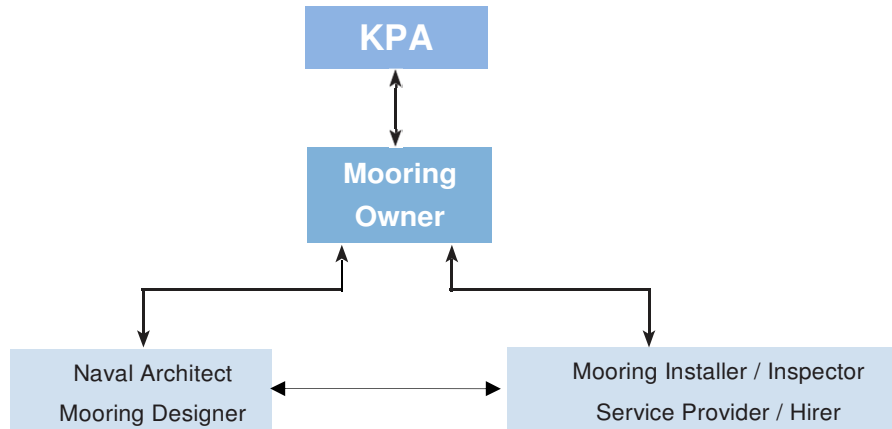 KPA
Mooring
Owner
Naval Architect
Mooring Designer
Mooring Installer / Inspector
Service Provider / Hirer